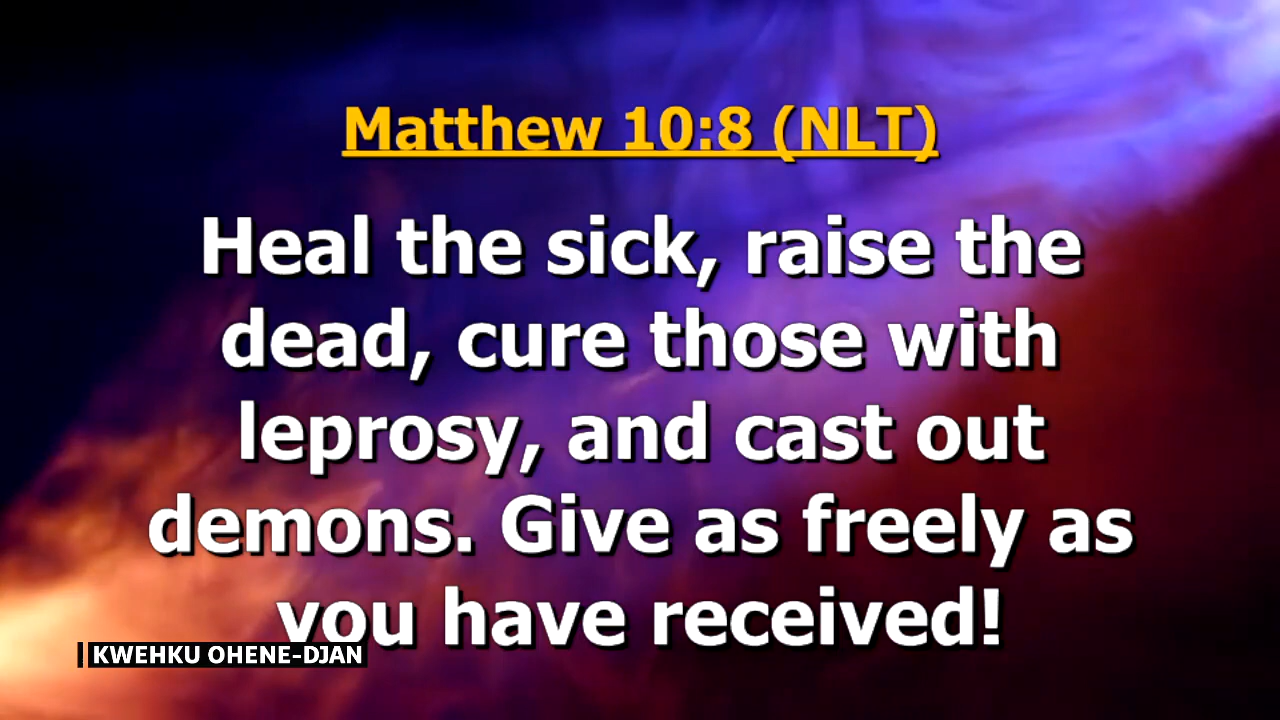 Matthew 10:8 (NLT)
Heal the sick, raise the
dead, cure those with
leprosy, and cast out
demons. Give as freely as
you have received!
KWEHKU OHENE-DJAN